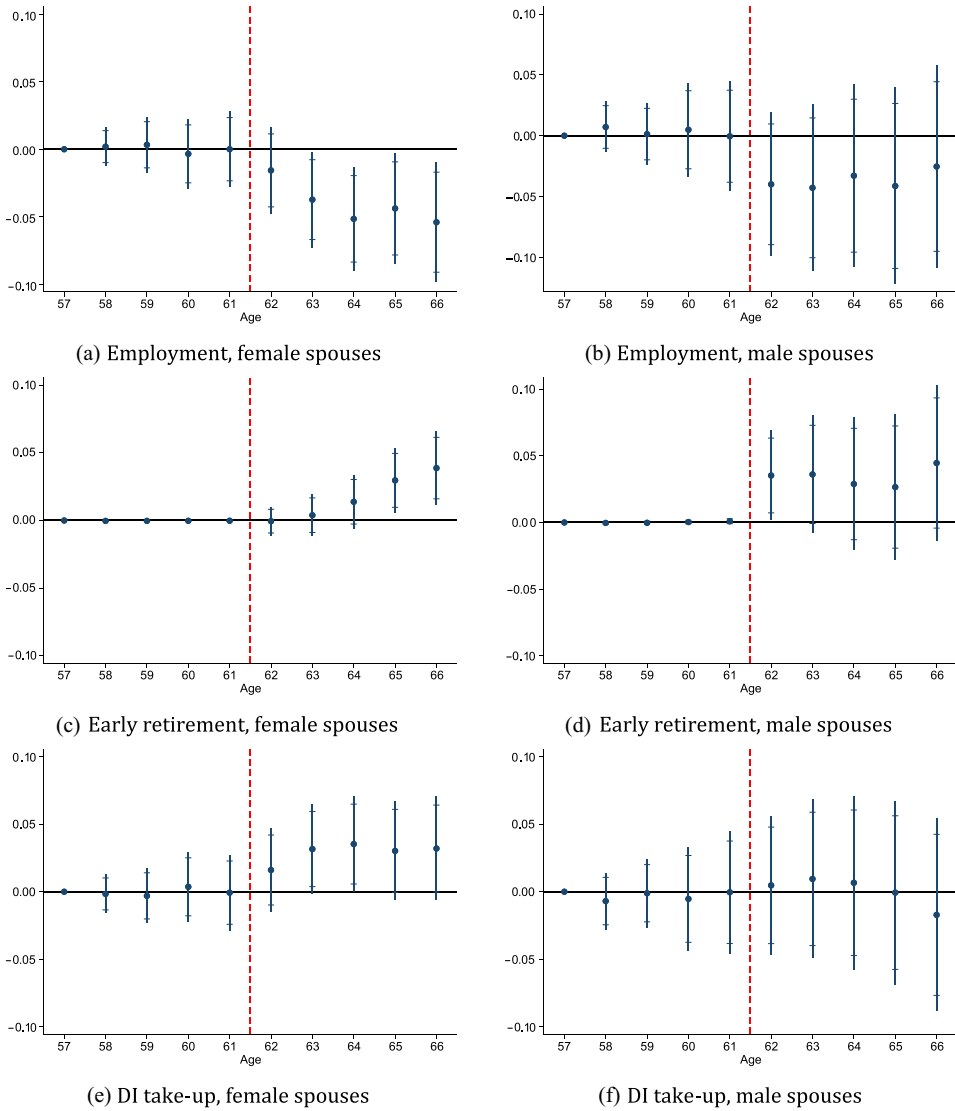 0.10
0.05
0.00
−0.05
−0.10
57 58 59 60 61 62 63 64 65 66
Age
(a) Employment, female spouses
0.10
0.05
0.00
−0.05
−0.10
57 58 59 60 61 62 63 64 65 66
Age
(b) Employment, male spouses
0.10
0.05
0.00
−0.05
−0.10
57 58 59 60 61 62 63 64 65 66
Age
(c) Early retirement, female spouses
0.10
0.05
0.00
−0.05
−0.10
57 58 59 60 61 62 63 64 65 66
Age
(d) Early retirement, male spouses
0.10
0.05
0.00
−0.05
−0.10
57 58 59 60 61 62 63 64 65 66
Age
(e) DI take-up, female spouses
0.10
0.05
0.00
−0.05
−0.10
57 58 59 60 61 62 63 64 65 66
Age
(f) DI take-up, male spouses